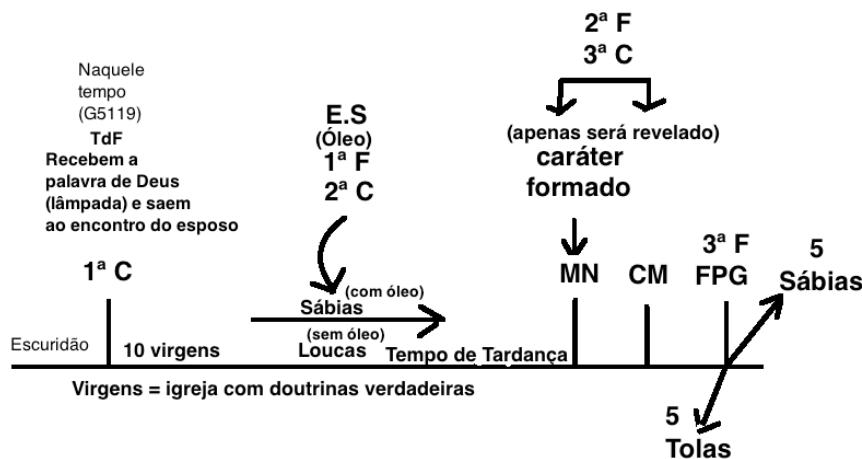 Naquele
tempo
(G5119)
TdF
Recebem a
palavra de Deus
(lâmpada) e saem
ao encontro do esposo
1ª C
Escuridão
10 virgens
Virgens = igreja com doutrinas verdadeiras
E.S
(Óleo)
1ª F
2ª C
Sábias (com óleo)
(sem óleo)
Loucas
Tempo de Tardança
2ª F
3ª C
(apenas será revelado)
caráter
formado
MN
CM
3ª F
FPG
5
Sábias
5
Tolas